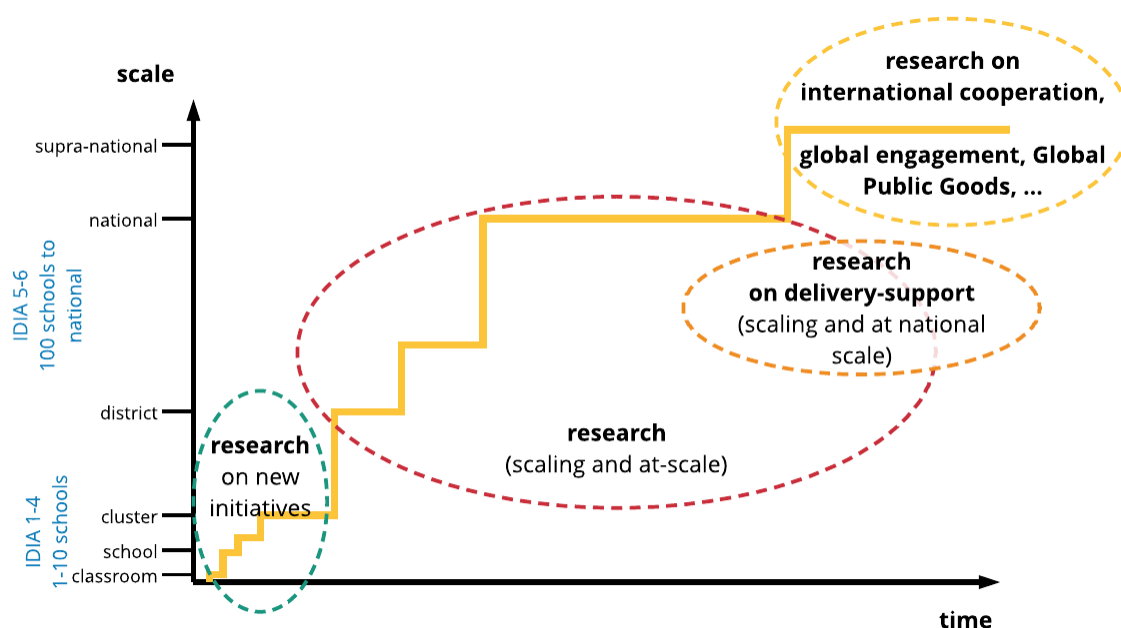 scale
supra-national
national
district
cluster
school
classroom
IDIA 5-6
100 schools to
national
IDIA 1-4
1-10 schools
research
on new
initiatives
research
(scaling and at-scale)
research
on delivery-support
(scaling and at national
scale)
research on
international cooperation,
global engagement, Global
Public Goods, ...
time